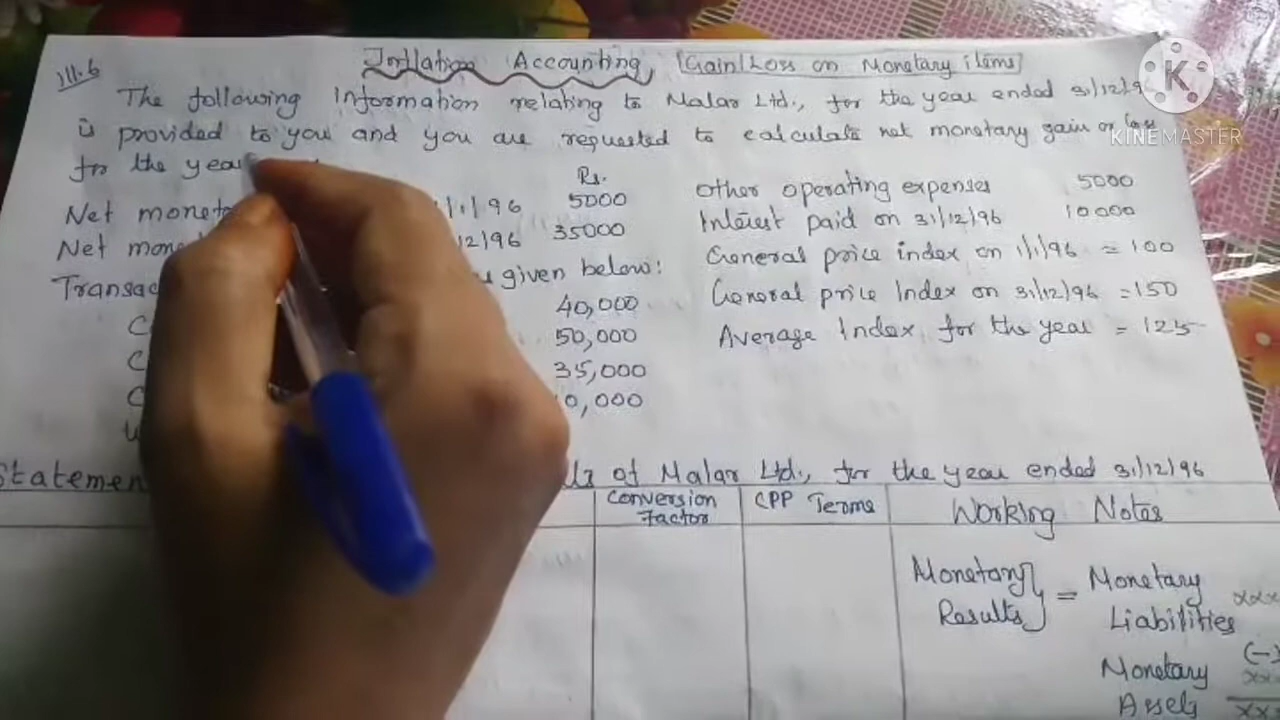 Ill.6
Inflation Accounting [Gain/Loss on Monetary items]
The following Information relating to Malar Ltd., for the year ended 31/12/9
is provided to you and you are requested to calculate net monetary gain or loss
for the year
Rs.
Net monet 1/1/96 5000
Net mone 12/96 35000
Transac given below:
40,000
50,000
35,000
0,000
Other operating expenses 5000
Interest paid on 31/12/96 10000
General price index on 1/1/96 = 100
General price Index on 31/12/96 = 150
Average Index for the year = 125
Statemen of Malar Ltd., for the year ended 31/12/96
Conversion Factor
CPP Terms
Working Notes
Monetary Results = Monetary Liabilities xxx
(-)
Monetary Assets xxx
xx
K
KINEMASTER